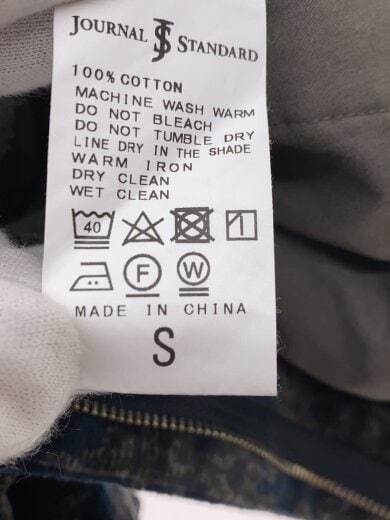 JOURNAL JS STANDARD
100% COTTON
MACHINE WASH WARM
DO NOT BLEACH
DO NOT TUMBLE DRY
LINE DRY IN THE SHADE
WARM IRON
DRY CLEAN
WET CLEAN
40
F W
MADE IN CHINA
S